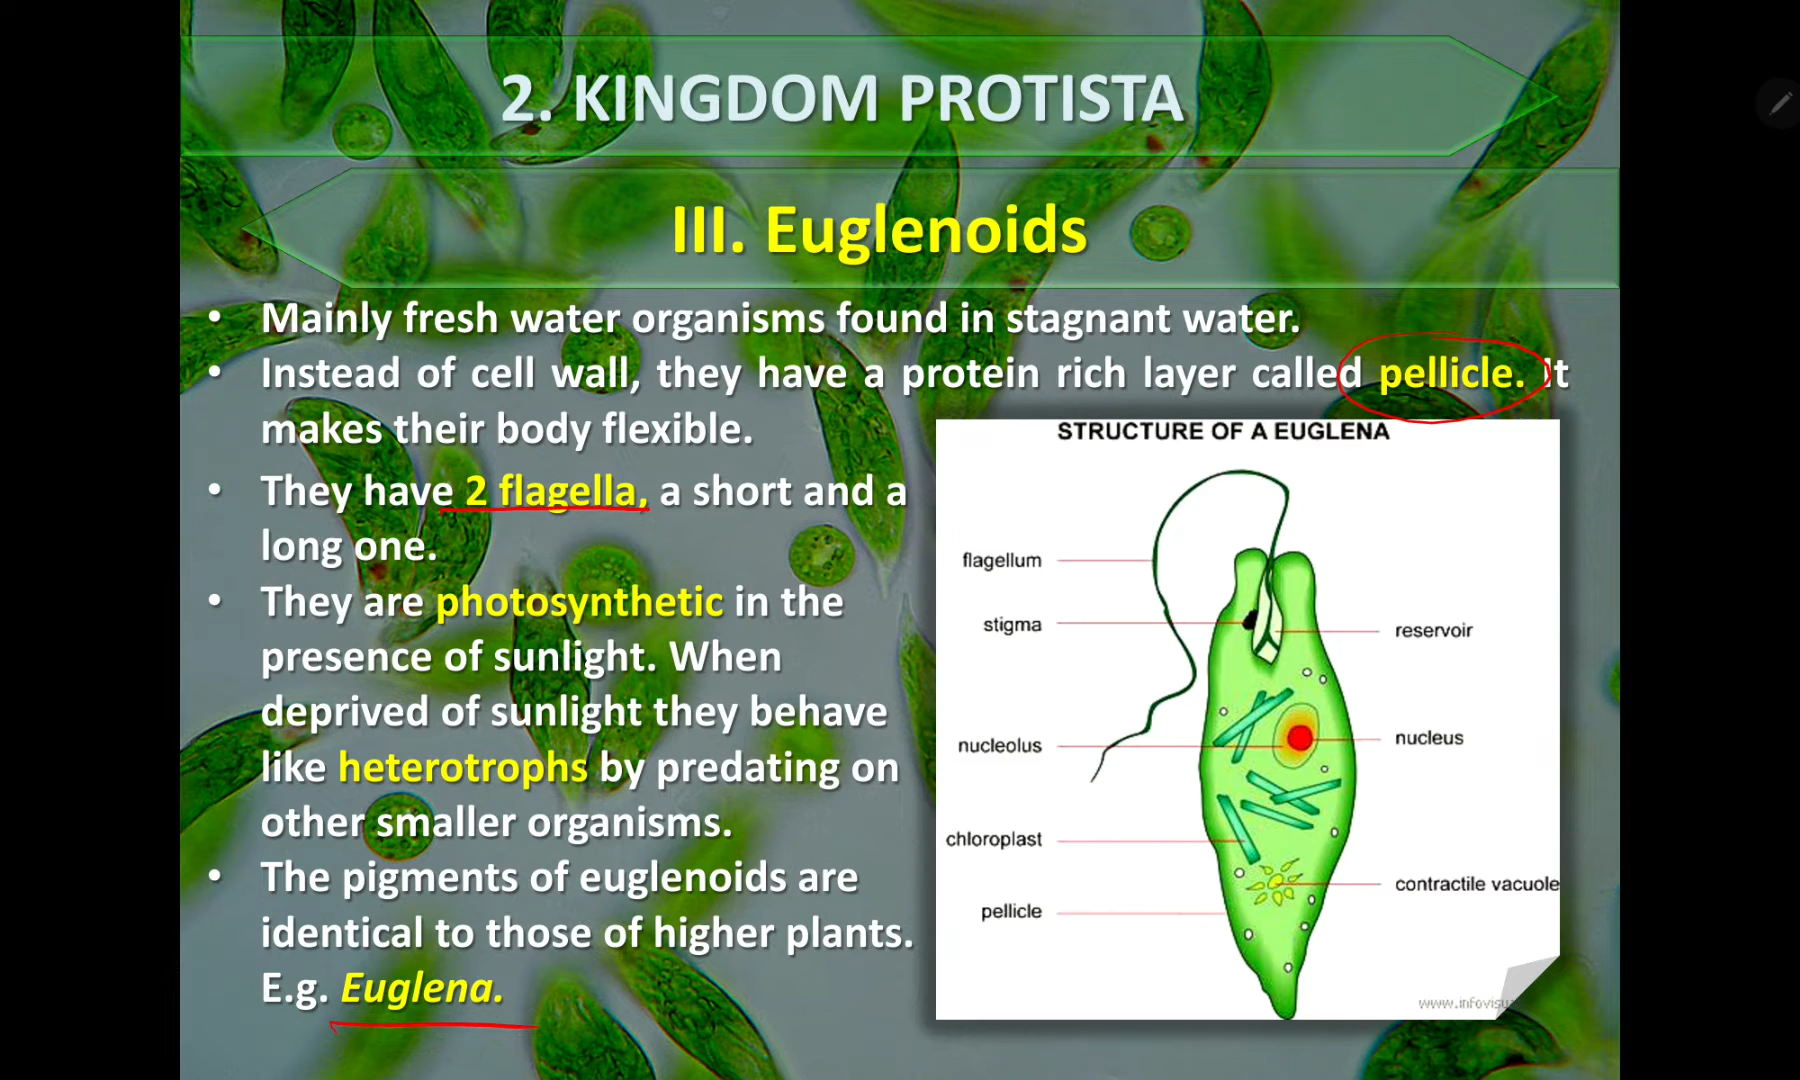 2. KINGDOM PROTISTA
III. Euglenoids
• Mainly fresh water organisms found in stagnant water.
• Instead of cell wall, they have a protein rich layer called pellicle. It
makes their body flexible.
• They have 2 flagella, a short and a
long one.
• They are photosynthetic in the
presence of sunlight. When
deprived of sunlight they behave
like heterotrophs by predating on
other smaller organisms.
• The pigments of euglenoids are
identical to those of higher plants.
E.g. Euglena.
STRUCTURE OF A EUGLENA
flagellum
stigma
reservoir
nucleolus
nucleus
chloroplast
contractile vacuole
pellicle